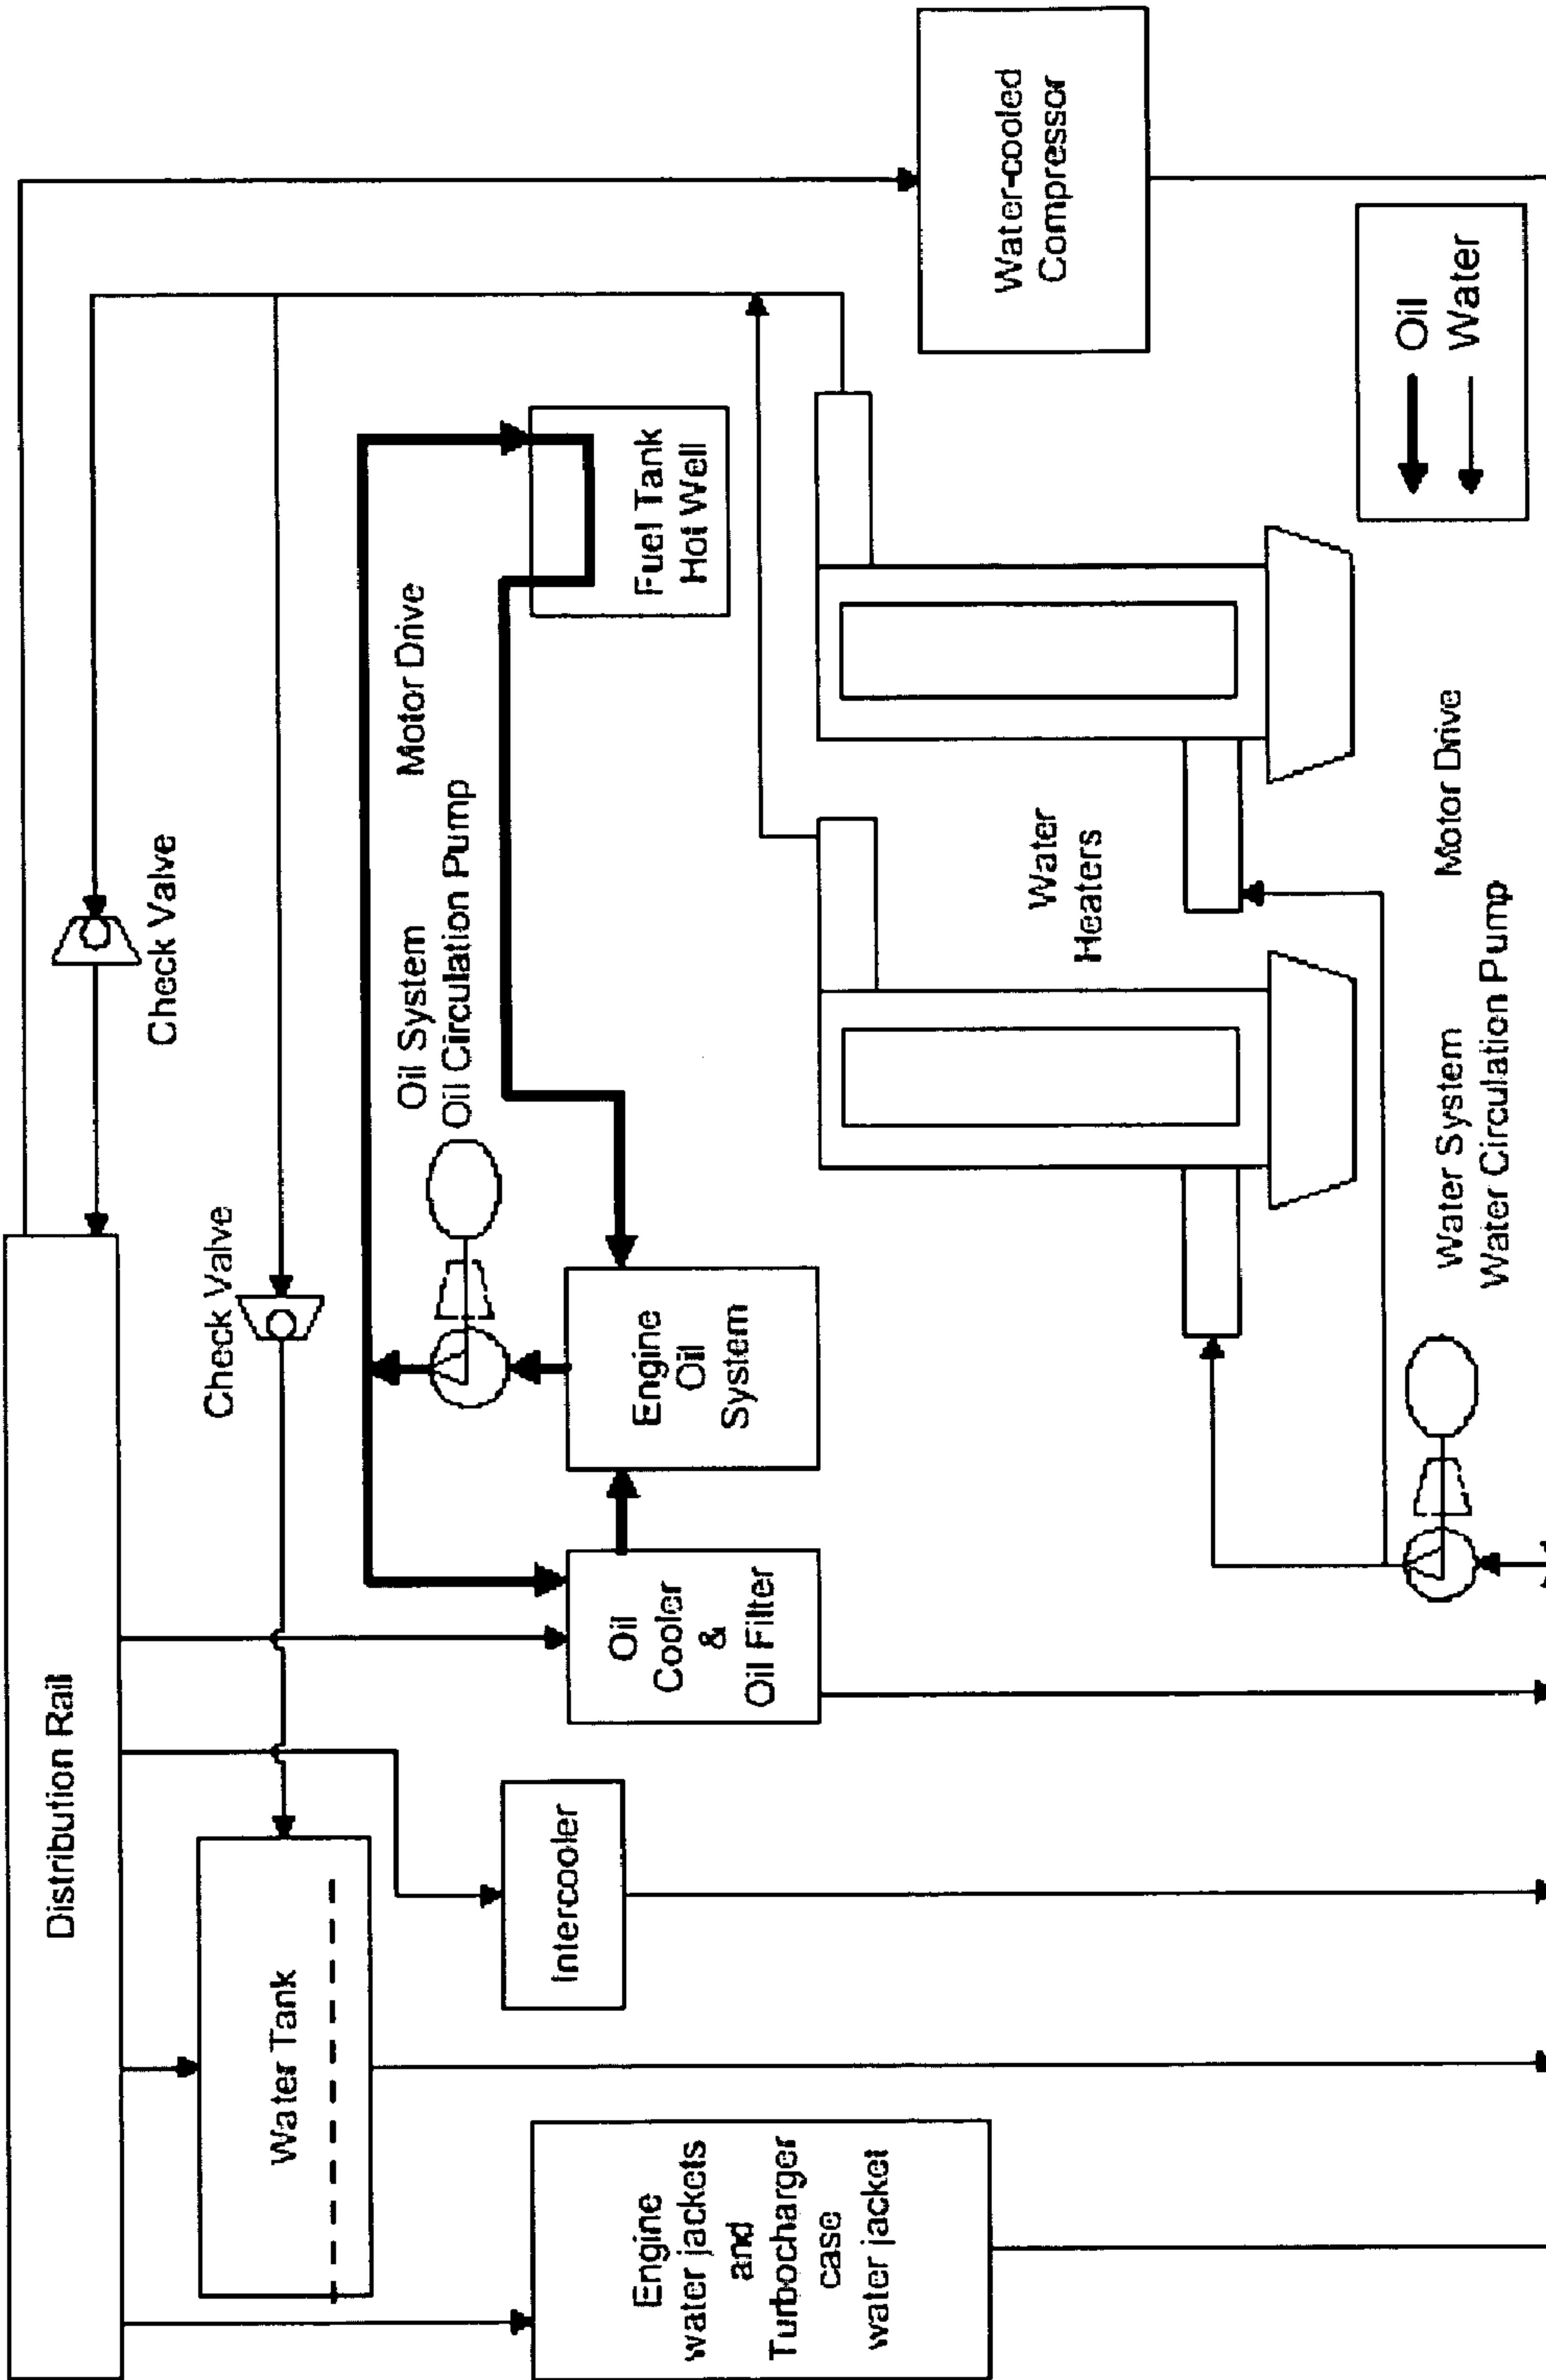 Distribution Rail
Check Valve
Check Valve
Water Tank
Motor Drive
Oil System
Oil Circulation Pump
Fuel Tank
Hot Well
Engine
Oil
System
Oil
Cooler
&
Oil Filter
Intercooler
Engine
water jackets
and
Turbocharger
case
water jacket
Water-cooled
Compressor
Water
Heaters
Motor Drive
Water System
Water Circulation Pump
Oil
Water